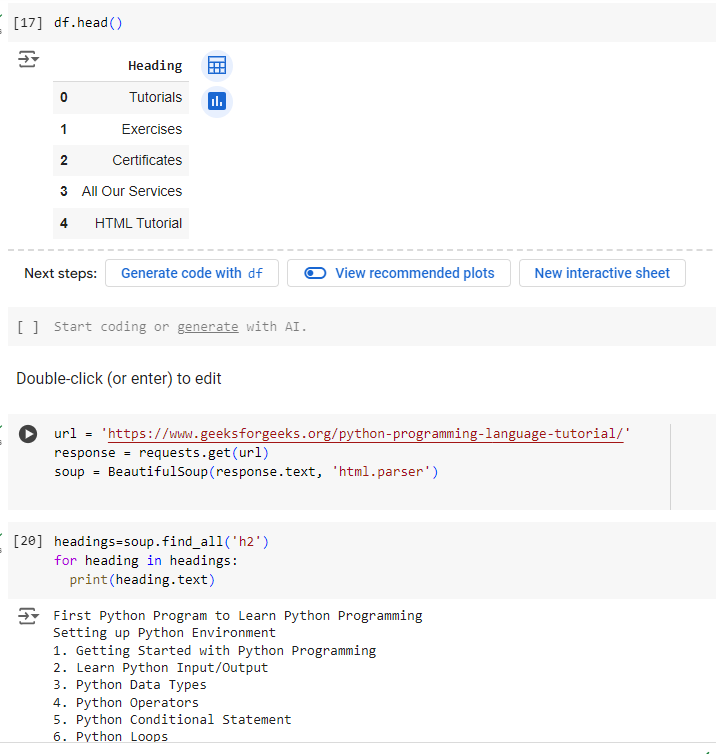 [17] df.head()
Heading
0 Tutorials
1 Exercises
2 Certificates
3 All Our Services
4 HTML Tutorial
Next steps: Generate code with df View recommended plots New interactive sheet
[ ] Start coding or generate with AI.
Double-click (or enter) to edit
url = 'https://www.geeksforgeeks.org/python-programming-language-tutorial/'
response = requests.get(url)
soup = BeautifulSoup(response.text, 'html.parser')
[20] headings=soup.find_all('h2')
for heading in headings:
  print(heading.text)
First Python Program to Learn Python Programming
Setting up Python Environment
1. Getting Started with Python Programming
2. Learn Python Input/Output
3. Python Data Types
4. Python Operators
5. Python Conditional Statement
6. Python Loops